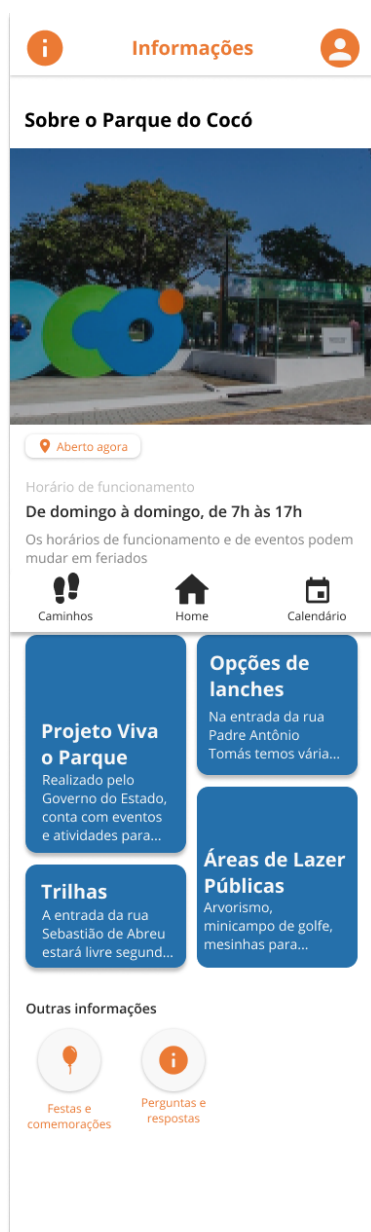 Informações
Sobre o Parque do Cocó
Aberto agora
Horário de funcionamento
De domingo à domingo, de 7h às 17h
Os horários de funcionamento e de eventos podem
mudar em feriados
Caminhos
Home
Calendário
Projeto Viva
o Parque
Realizado pelo
Governo do Estado,
conta com eventos
e atividades para...
Opções de
lanches
Na entrada da rua
Padre Antônio
Tomás temos vária...
Trilhas
A entrada da rua
Sebastião de Abreu
estará livre segund...
Áreas de Lazer
Públicas
Arvorismo,
minicampo de golfe,
mesinhas para...
Outras informações
Festas e
comemorações
Perguntas e
respostas